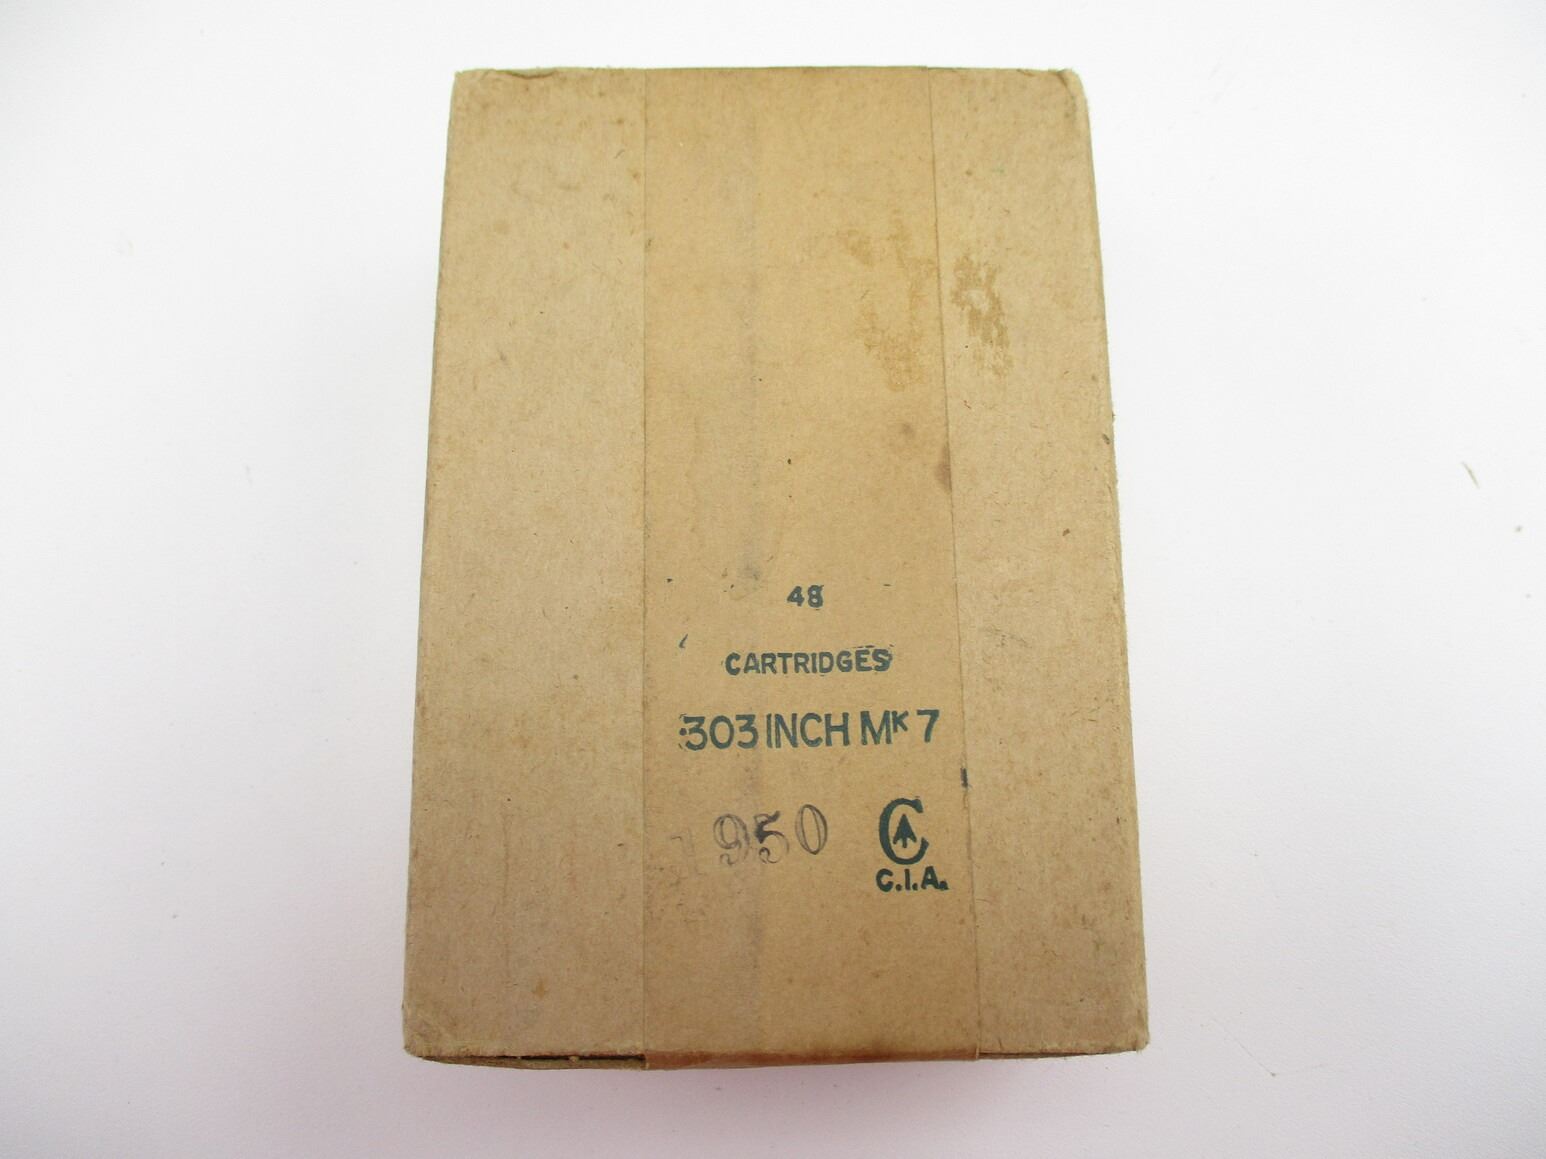 48
CARTRIDGES
.303 INCH Mk 7
1950 C
C.I.A.